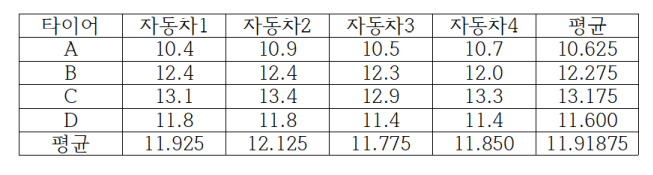 타이어 자동차1 자동차2 자동차3 자동차4 평균
A 10.4 10.9 10.5 10.7 10.625
B 12.4 12.4 12.3 12.0 12.275
C 13.1 13.4 12.9 13.3 13.175
D 11.8 11.8 11.4 11.4 11.600
평균 11.925 12.125 11.775 11.850 11.91875